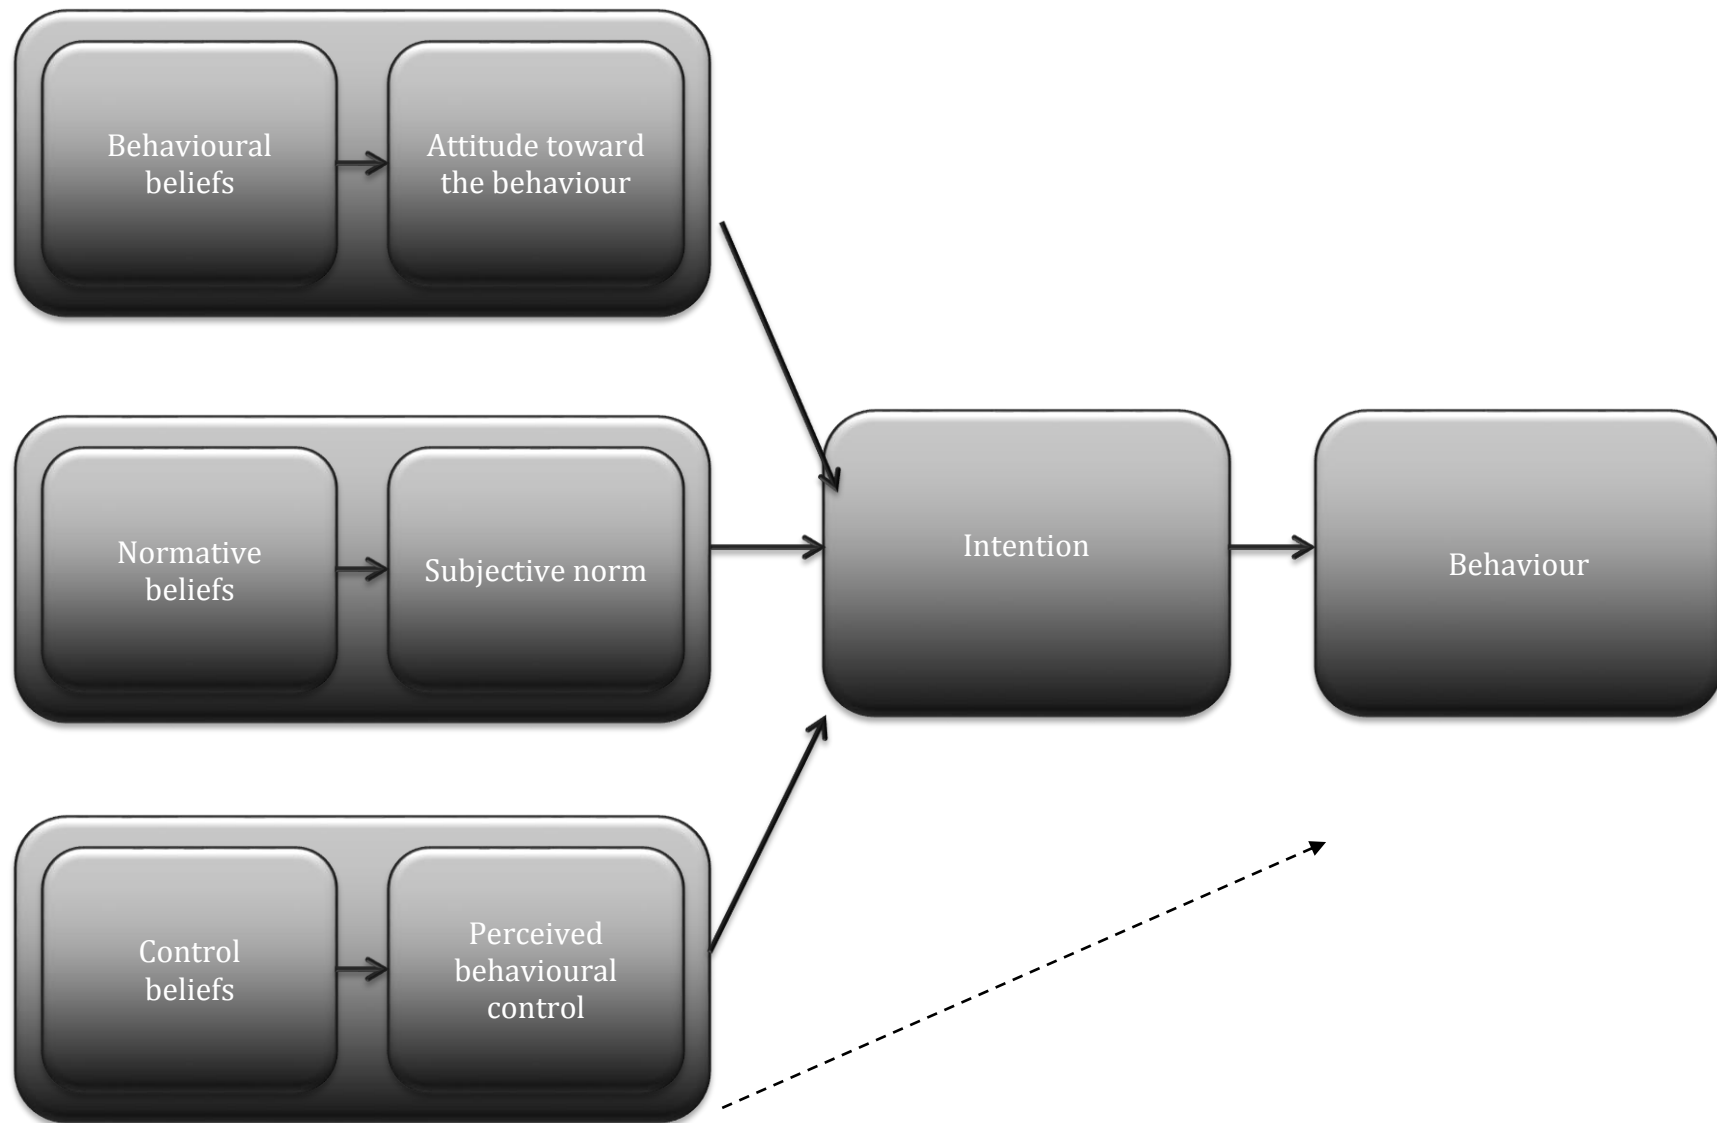 Behavioural
beliefs
Attitude toward
the behaviour
Normative
beliefs
Subjective norm
Intention
Behaviour
Control
beliefs
Perceived
behavioural
control